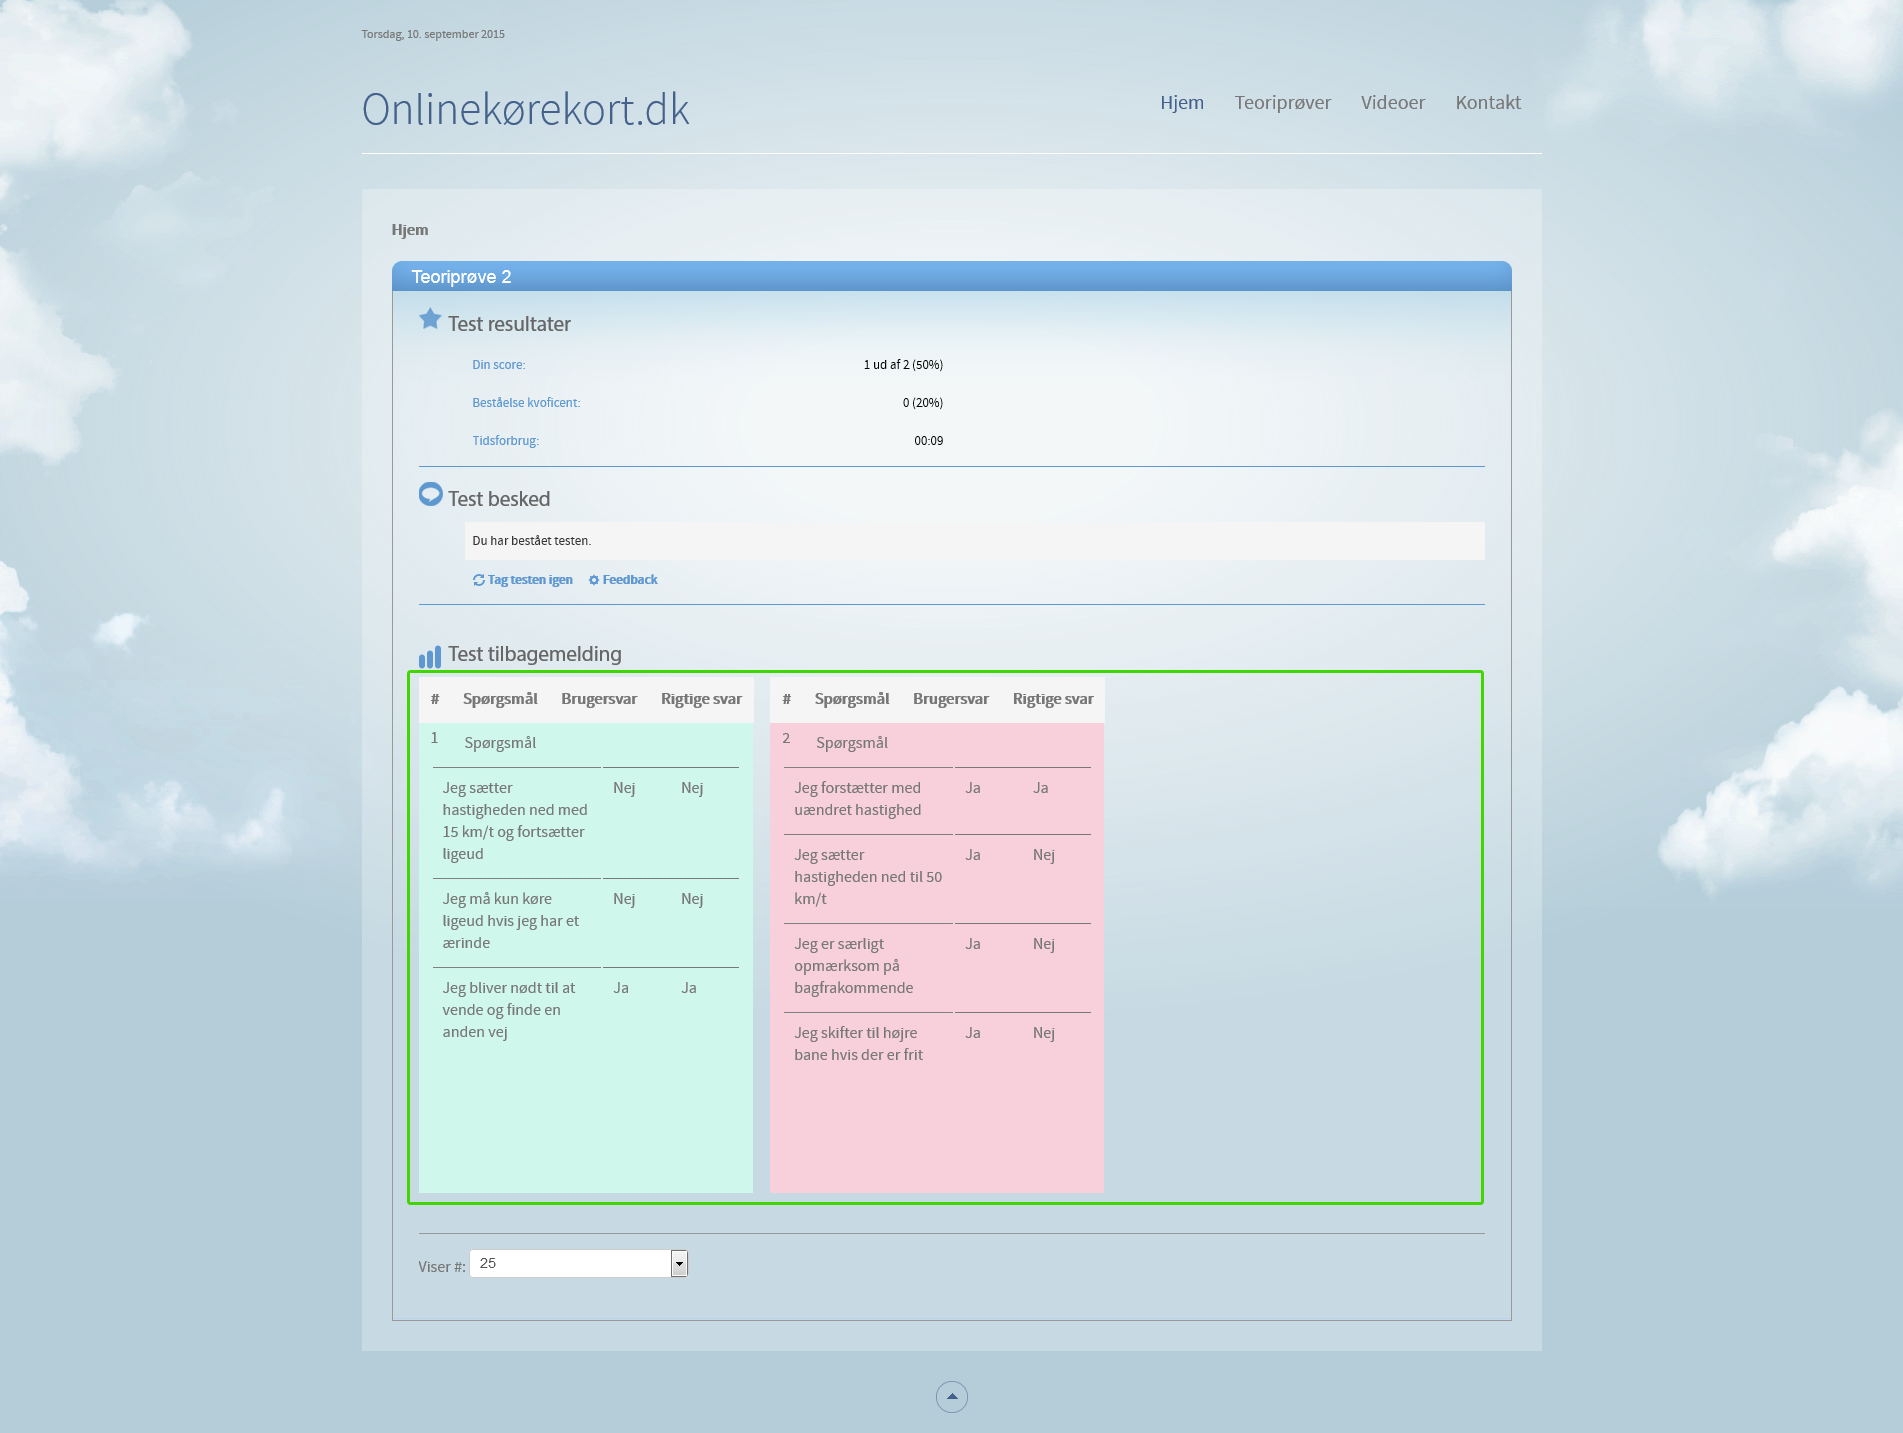 Torsdag, 10. september 2015
Onlinekørekort.dk
Hjem Teoriprøver Videoer Kontakt
Hjem
Teoriprøve 2
Test resultater
Din score: 1 ud af 2 (50%)
Beståelse kvoficent: 0 (20%)
Tidsforbrug: 00:09
Test besked
Du har bestået testen.
Tag testen igen Feedback
Test tilbagemelding
# Spørgsmål Brugersvar Rigtige svar
1 Spørgsmål
Jeg sætter Nej Nej
hastigheden ned med
15 km/t og fortsætter
ligeud
Jeg må kun køre Nej Nej
ligeud hvis jeg har et
ærinde
Jeg bliver nødt til at Ja Ja
vende og finde en
anden vej
# Spørgsmål Brugersvar Rigtige svar
2 Spørgsmål
Jeg forstætter med Ja Ja
uændret hastighed
Jeg sætter Ja Nej
hastigheden ned til 50
km/t
Jeg er særligt Ja Nej
opmærksom på
bagfrakommende
Jeg skifter til højre Ja Nej
bane hvis der er frit
Viser #: 25